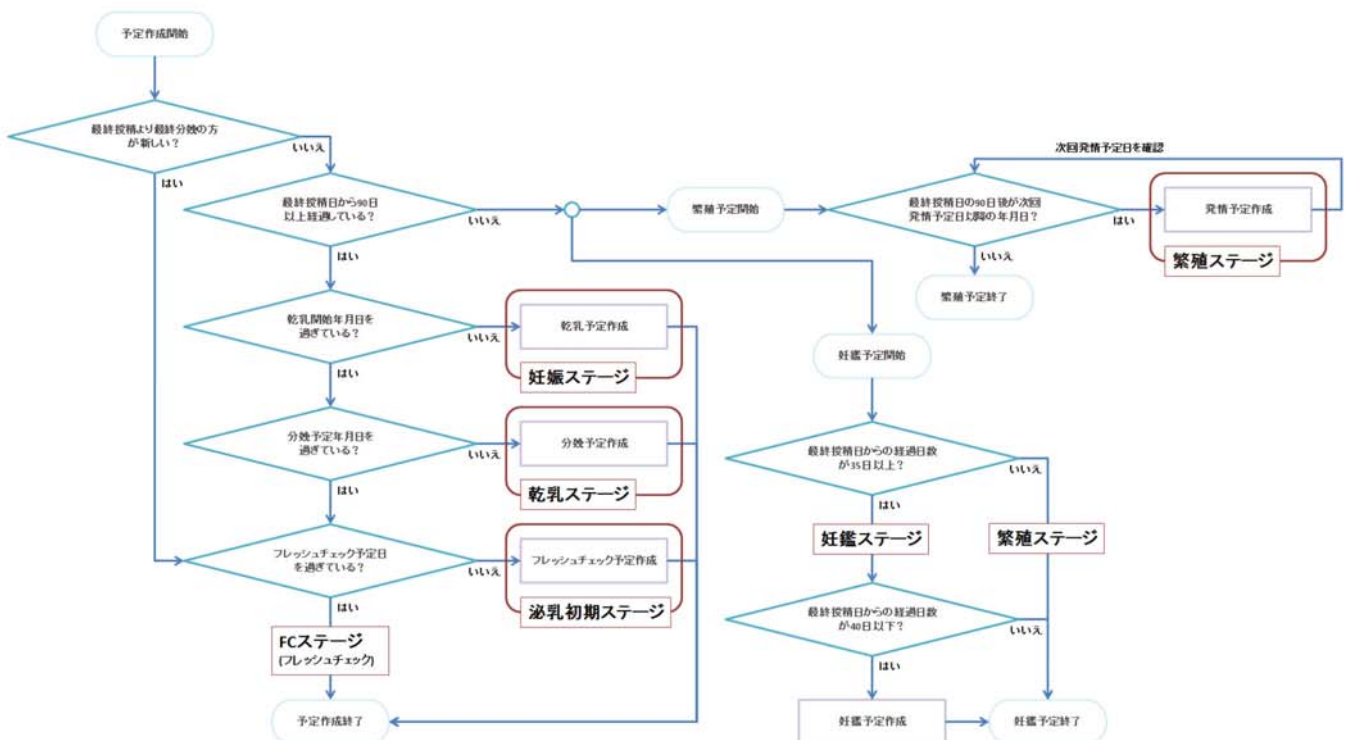 予定作成開始
最終授精より最終分娩の方
が新しい？
いいえ
はい
最終授精日から90日
以上経過している？
いいえ
はい
繁殖予定開始
次回発情予定日を確認
最終授精日の90日後が次回
発情予定日以降の年月日？
はい
いいえ
発情予定作成
繁殖ステージ
繁殖予定終了
乾乳開始年月日を
過ぎている？
いいえ
はい
乾乳予定作成
妊娠ステージ
分娩予定年月日を
過ぎている？
いいえ
はい
分娩予定作成
乾乳ステージ
フレッシュチェック予定日
を過ぎている？
いいえ
はい
フレッシュチェック予定作成
泌乳初期ステージ
FCステージ
(フレッシュチェック)
予定作成終了
妊鑑予定開始
最終授精日からの経過日数
が35日以上？
いいえ
はい
妊鑑ステージ
繁殖ステージ
最終授精日からの経過日数
が40日以下？
いいえ
はい
妊鑑予定作成
妊鑑予定終了